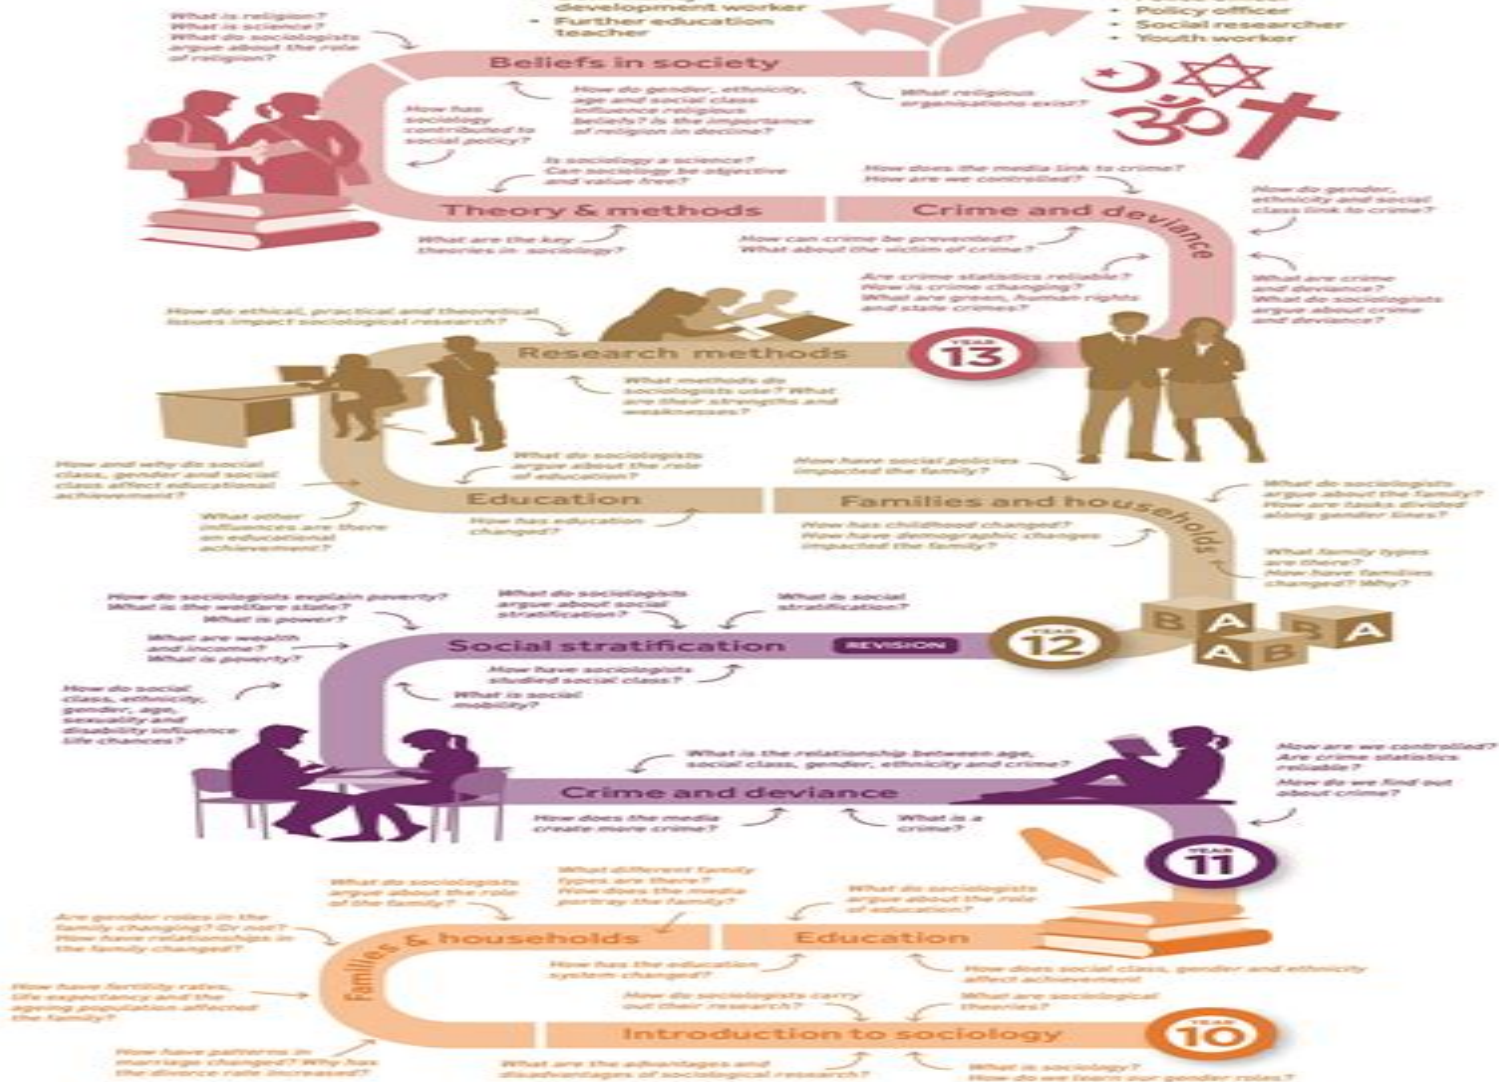 development worker
• Further education
teacher
• Policy officer
• Social researcher
• Youth worker
What is religion?
What is science?
What do sociologists
argue about the role
of religion?
Beliefs in society
How do gender, ethnicity,
age and social class
influence religious
beliefs? Is the importance
of religion in decline?
What religious
organisations exist?
How has
sociology
contributed to
social policy?
Is sociology a science?
Can sociology be objective
and value free?
How does the media link to crime?
How are we controlled?
How do gender,
ethnicity and social
class link to crime?
Theory & methods
Crime and deviance
What are the key
theories in sociology?
How can crime be prevented?
What about the victim of crime?
Are crime statistics reliable?
How is crime changing?
What are green, human rights
and state crimes?
What are crime
and deviance?
What do sociologists
argue about crime
and deviance?
How do ethical, practical and theoretical
issues impact sociological research?
Research methods
YEAR
13
What methods do
sociologists use? What
are their strengths and
weaknesses?
How and why do social
class, gender and social
class affect educational
achievement?
What do sociologists
argue about the role
of education?
How have social policies
impacted the family?
What do sociologists
argue about the family?
How are tasks divided
along gender lines?
Education
Families and households
What other
influences are there
on educational
achievement?
How has education
changed?
How has childhood changed?
How have demographic changes
impacted the family?
What family types
are there?
How have families
changed? Why?
How do sociologists explain poverty?
What is the welfare state?
What is power?
What do sociologists
argue about social
stratification?
What is social
stratification?
B A B A
A B
What are wealth
and income?
What is poverty?
Social stratification
REVISION
YEAR
12
How have sociologists
studied social class?
What is social
mobility?
How do social
class, ethnicity,
gender, age,
sexuality and
disability influence
life chances?
What is the relationship between age,
social class, gender, ethnicity and crime?
How are we controlled?
Are crime statistics
reliable?
How do we find out
about crime?
Crime and deviance
How does the media
create more crime?
What is a
crime?
YEAR
11
What do sociologists
argue about the role
of the family?
What different family
types are there?
How does the media
portray the family?
What do sociologists
argue about the role
of education?
Are gender roles in the
family changing? Or not?
How have relationships in
the family changed?
Families & households
Education
How has the education
system changed?
How does social class, gender and ethnicity
affect achievement
How have fertility rates,
life expectancy and the
ageing population affected
the family?
How do sociologists carry
out their research?
What are sociological
theories?
Introduction to sociology
YEAR
10
How have patterns in
marriage changed? Why has
the divorce rate increased?
What are the advantages and
disadvantages of sociological research?
What is sociology?
How do we learn our gender roles?